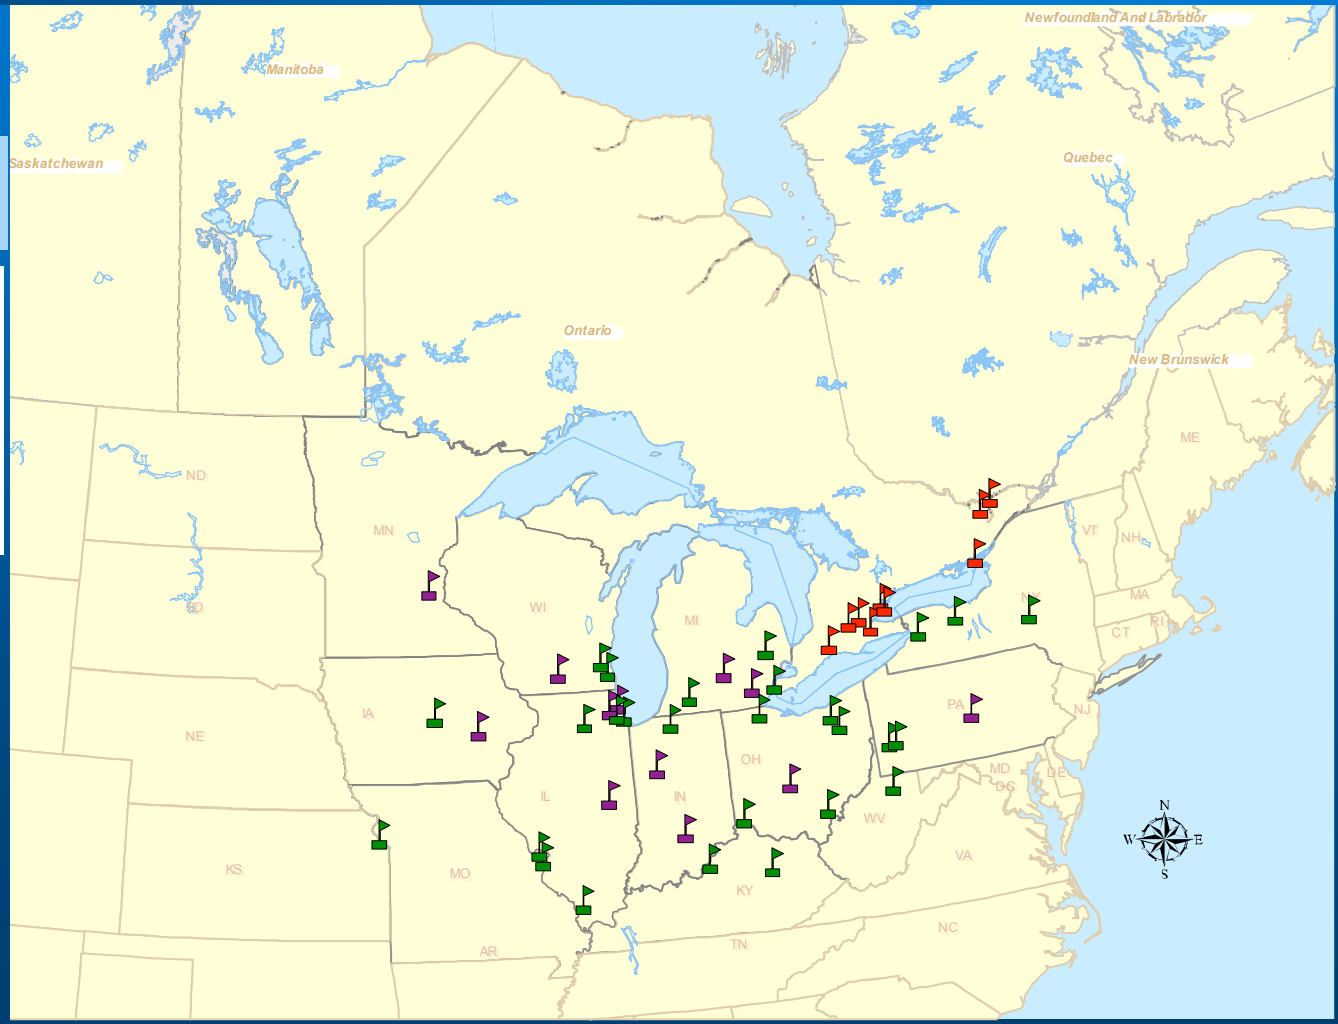 Newfoundland And Labrador
Manitoba
Saskatchewan
Quebec
Ontario
New Brunswick
ME
ND
MN
VT
NH
MA
NY
SD
WI
MI
CT
RI
IA
PA
NJ
NE
OH
MD
DE
DC
IL
IN
WV
N
W
E
S
VA
KS
MO
KY
NC
TN
AR